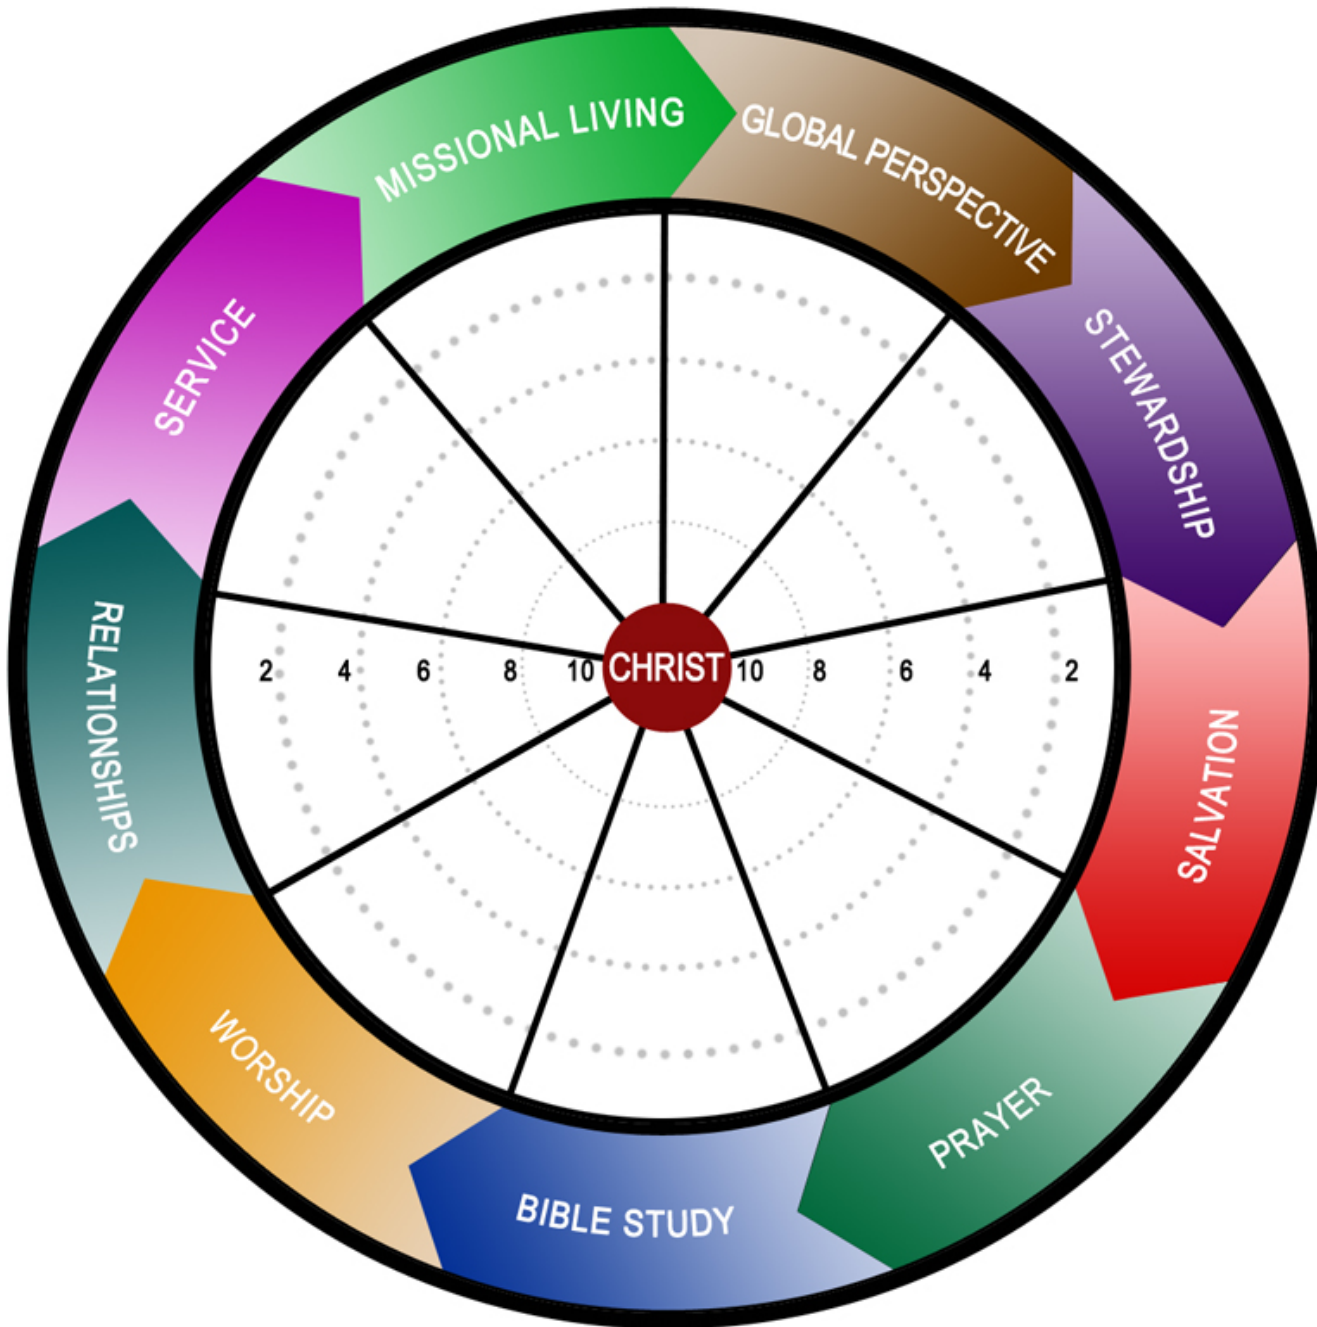 MISSIONAL LIVING
GLOBAL PERSPECTIVE
STEWARDSHIP
SALVATION
PRAYER
BIBLE STUDY
WORSHIP
RELATIONSHIPS
SERVICE
2 4 6 8 10 CHRIST 10 8 6 4 2